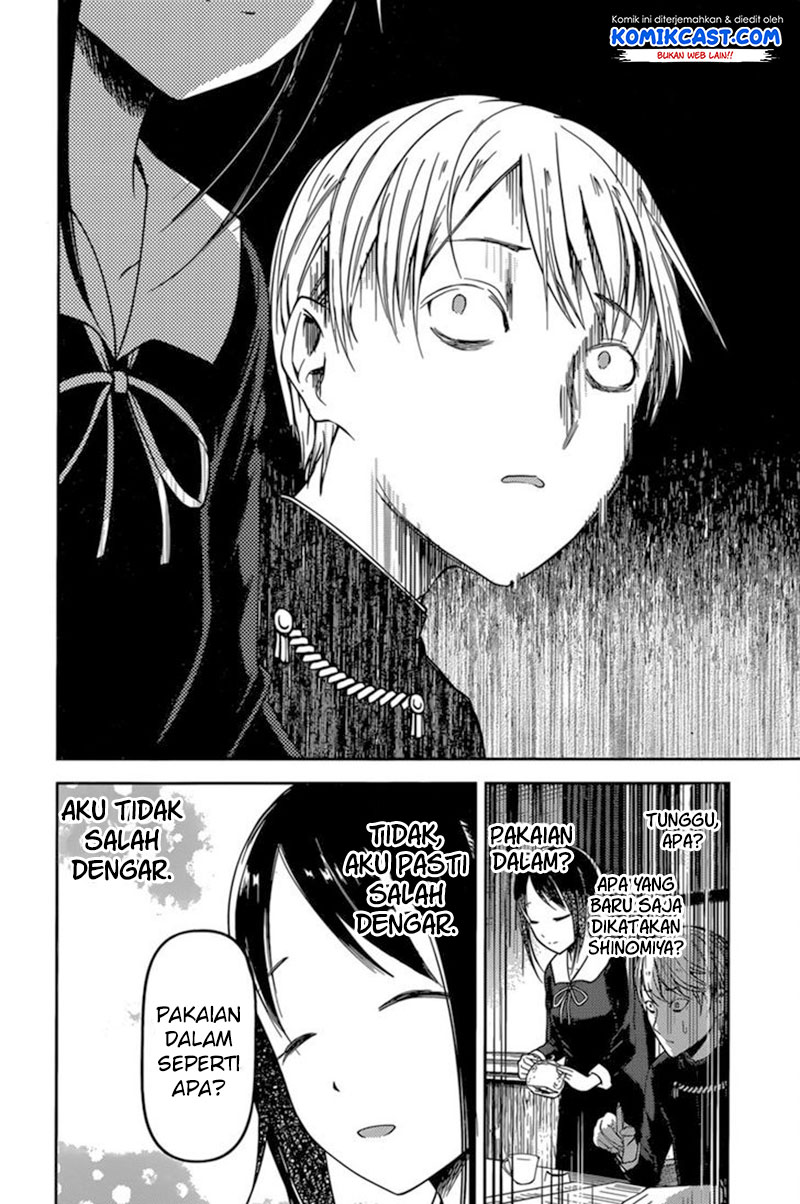 Komik ini diterjemahkan & diedit oleh
KOMIKCAST.COM
BUKAN WEB LAIN!!
TUNGGU,
APA?
APA YANG
BARU SAJA
DIKATAKAN
SHINOMIYA?
PAKAIAN
DALAM?
TIDAK,
AKU PASTI
SALAH
DENGAR.
AKU TIDAK
SALAH
DENGAR.
PAKAIAN
DALAM
SEPERTI
APA?